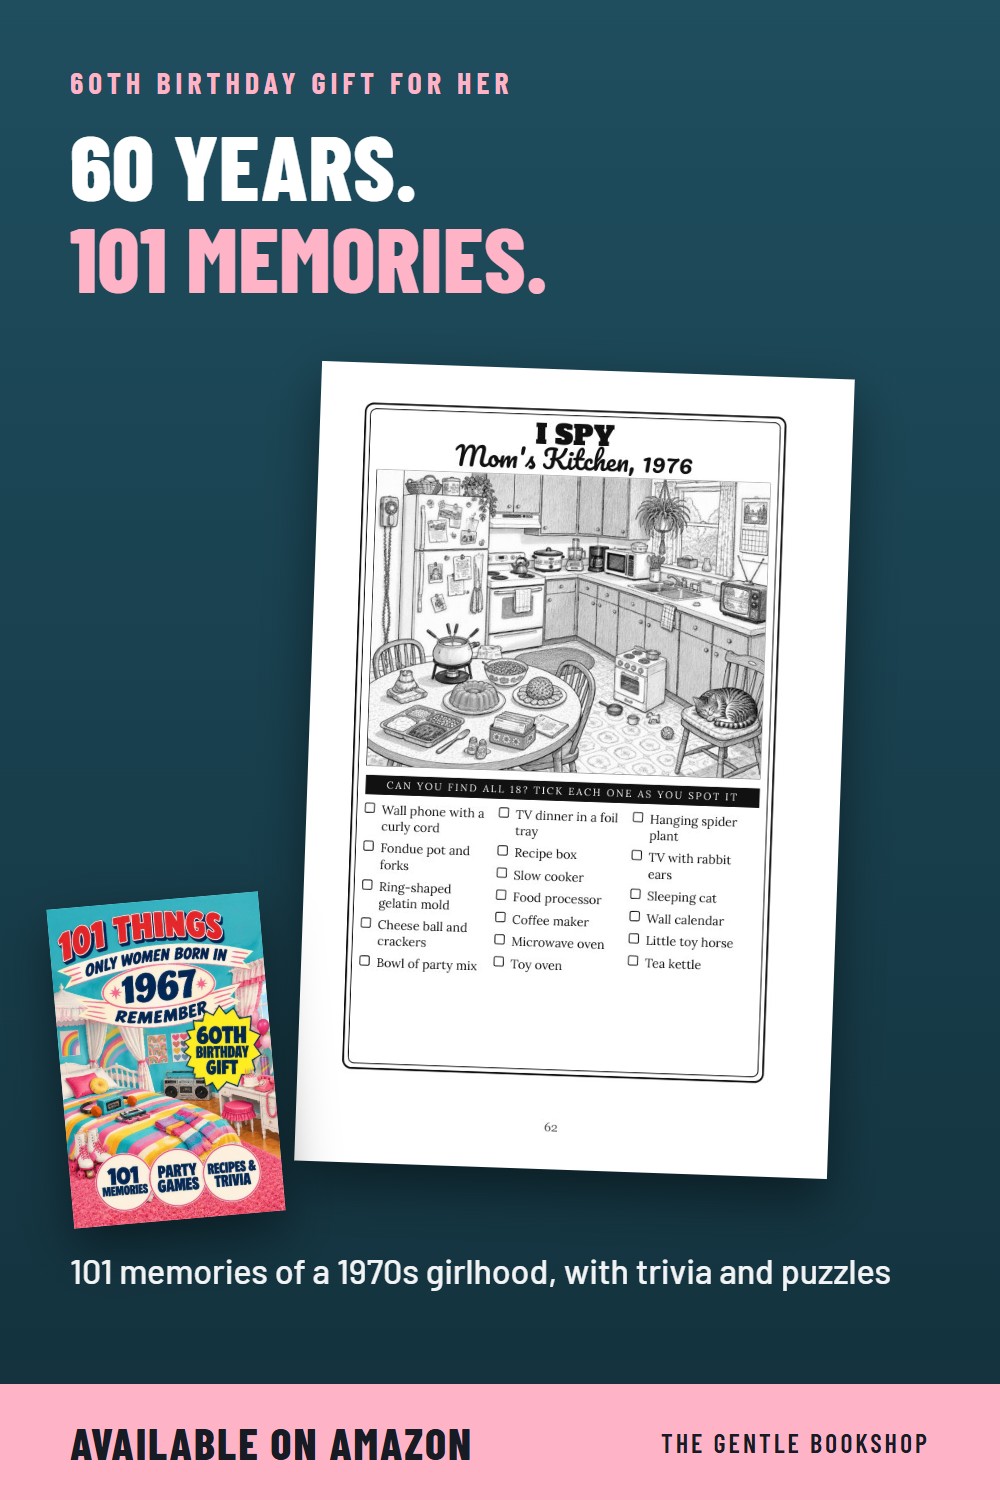 60TH BIRTHDAY GIFT FOR HER
60 YEARS.
101 MEMORIES.
I SPY
Mom's Kitchen, 1976
CAN YOU FIND ALL 18? TICK EACH ONE AS YOU SPOT IT
Wall phone with a
curly cord
Fondue pot and
forks
Ring-shaped
gelatin mold
Cheese ball and
crackers
Bowl of party mix
TV dinner in a foil
tray
Recipe box
Slow cooker
Food processor
Coffee maker
Microwave oven
Toy oven
Hanging spider
plant
TV with rabbit
ears
Sleeping cat
Wall calendar
Little toy horse
Tea kettle
62
101 THINGS
ONLY WOMEN BORN IN
1967
REMEMBER
60TH
BIRTHDAY
GIFT
101
MEMORIES
PARTY
GAMES
RECIPES &
TRIVIA
101 memories of a 1970s girlhood, with trivia and puzzles
AVAILABLE ON AMAZON
THE GENTLE BOOKSHOP